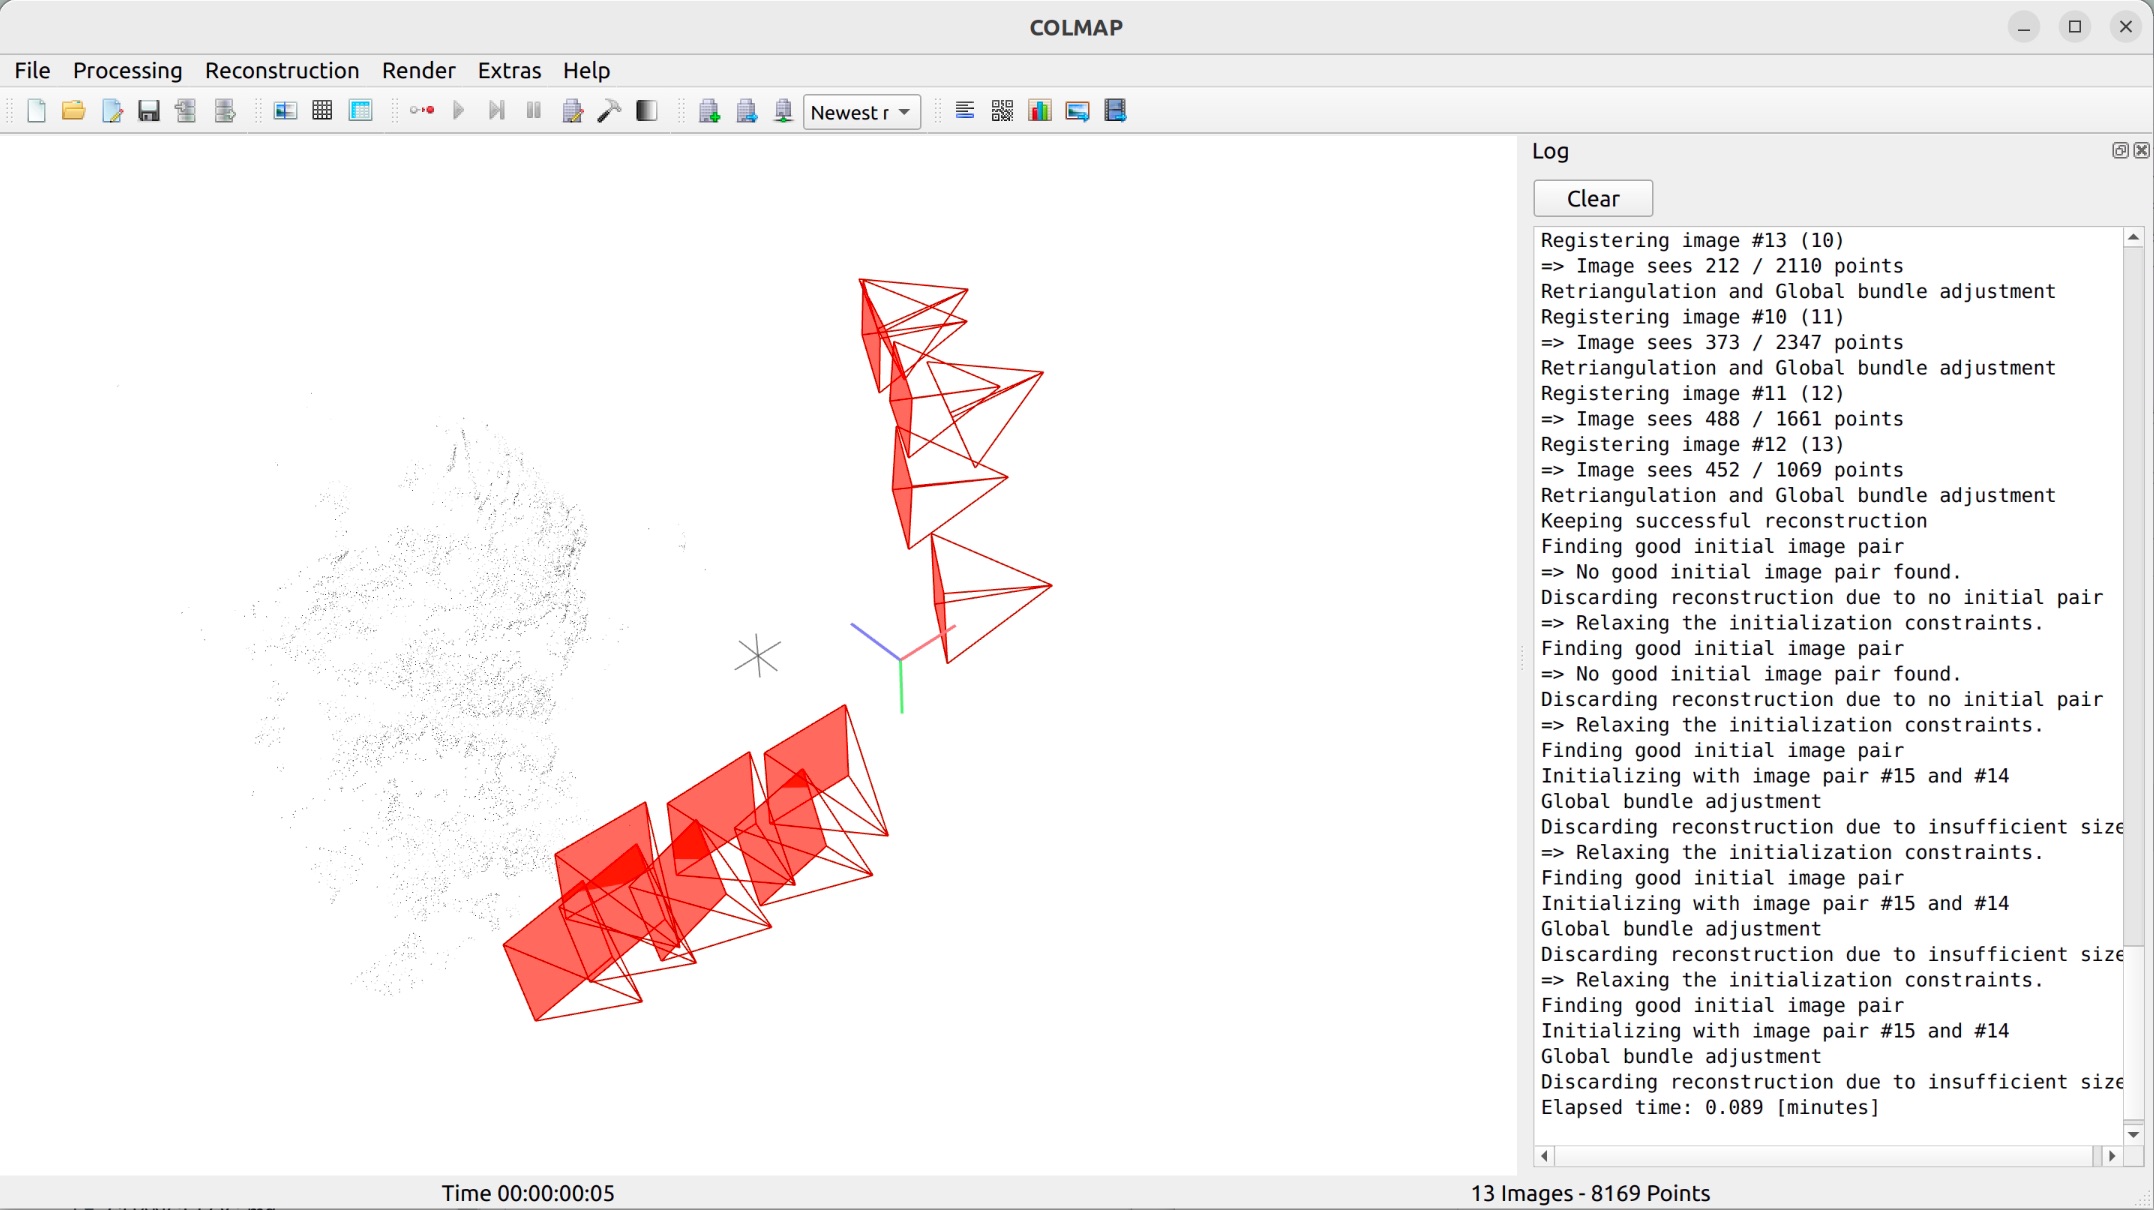 COLMAP
File Processing Reconstruction Render Extras Help
Newest r
Log
Clear
Registering image #13 (10)
=> Image sees 212 / 2110 points
Retriangulation and Global bundle adjustment
Registering image #10 (11)
=> Image sees 373 / 2347 points
Retriangulation and Global bundle adjustment
Registering image #11 (12)
=> Image sees 488 / 1661 points
Registering image #12 (13)
=> Image sees 452 / 1069 points
Retriangulation and Global bundle adjustment
Keeping successful reconstruction
Finding good initial image pair
=> No good initial image pair found.
Discarding reconstruction due to no initial pair
=> Relaxing the initialization constraints.
Finding good initial image pair
=> No good initial image pair found.
Discarding reconstruction due to no initial pair
=> Relaxing the initialization constraints.
Finding good initial image pair
Initializing with image pair #15 and #14
Global bundle adjustment
Discarding reconstruction due to insufficient size
=> Relaxing the initialization constraints.
Finding good initial image pair
Initializing with image pair #15 and #14
Global bundle adjustment
Discarding reconstruction due to insufficient size
=> Relaxing the initialization constraints.
Finding good initial image pair
Initializing with image pair #15 and #14
Global bundle adjustment
Discarding reconstruction due to insufficient size
Elapsed time: 0.089 [minutes]
Time 00:00:00:05
13 Images - 8169 Points